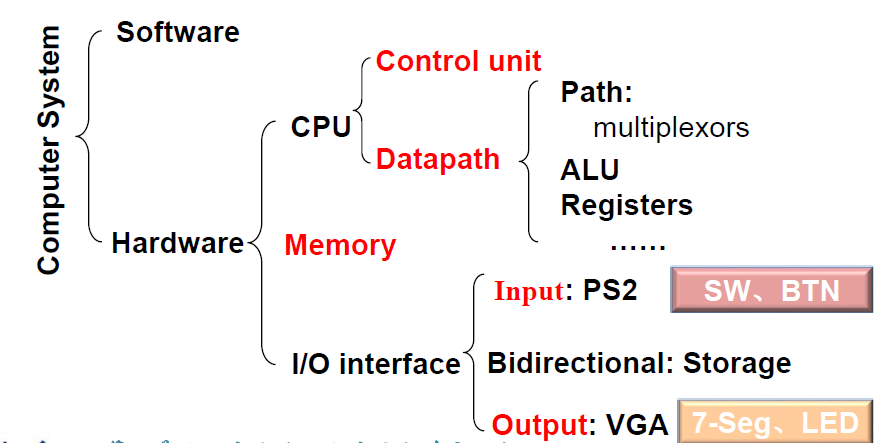 Computer System
Software
Hardware
CPU
Control unit
Datapath
Path:
multiplexors
ALU
Registers
……
Memory
I/O interface
Input: PS2
SW、BTN
Bidirectional: Storage
Output: VGA
7-Seg、LED